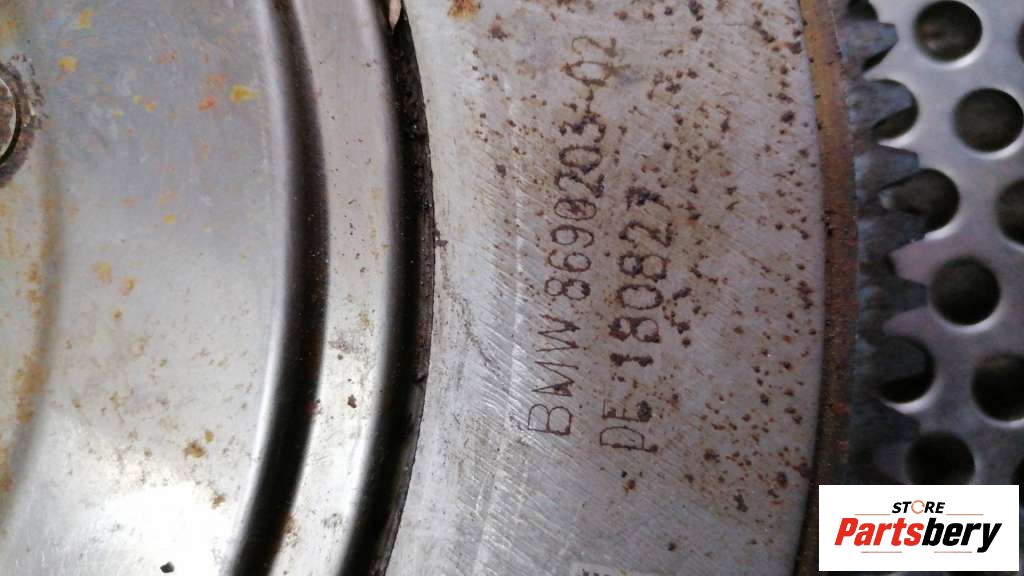 BMW 8690203-02
DE 180827
STORE
Partsbery